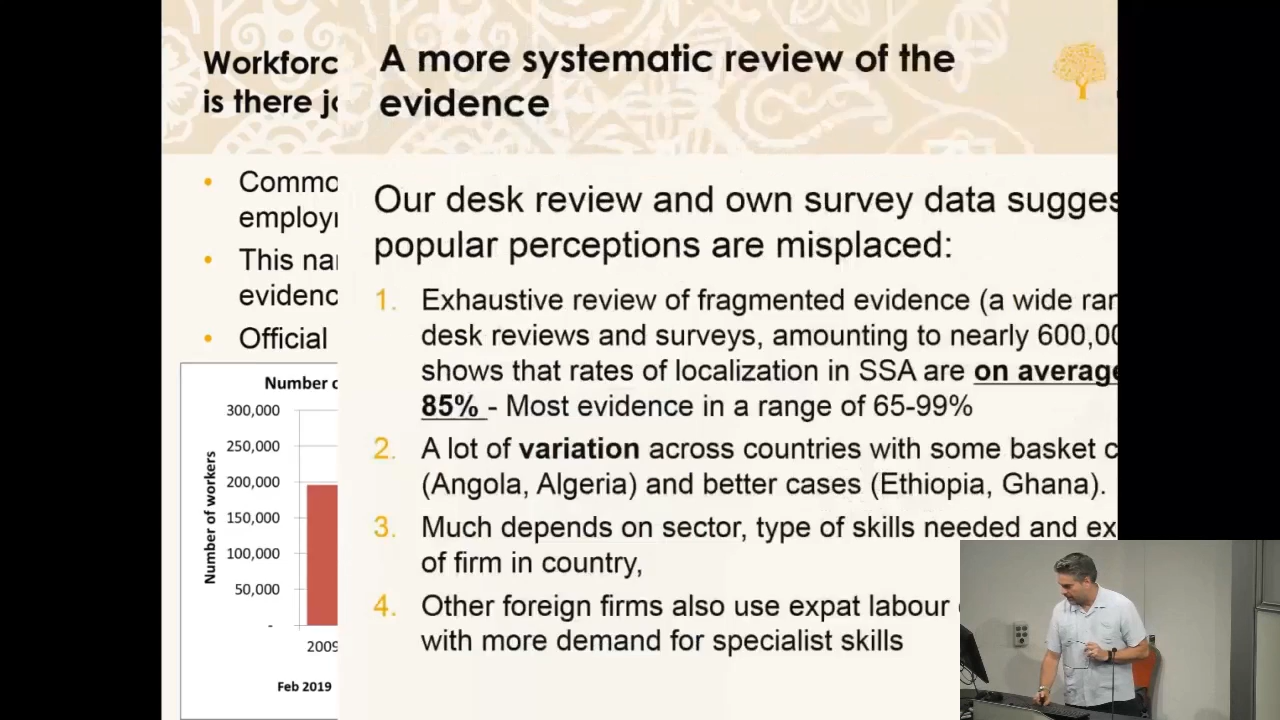 Workforc
is there jo
Commo
employr
This nar
evidenc
Official
Number o
300,000
250,000
200,000
150,000
100,000
50,000
-
Number of workers
2009
Feb 2019
A more systematic review of the
evidence
Our desk review and own survey data sugges
popular perceptions are misplaced:
1. Exhaustive review of fragmented evidence (a wide ran
desk reviews and surveys, amounting to nearly 600,00
shows that rates of localization in SSA are on average
85% - Most evidence in a range of 65-99%
2. A lot of variation across countries with some basket c
(Angola, Algeria) and better cases (Ethiopia, Ghana).
3. Much depends on sector, type of skills needed and ex
of firm in country,
4. Other foreign firms also use expat labour
with more demand for specialist skills